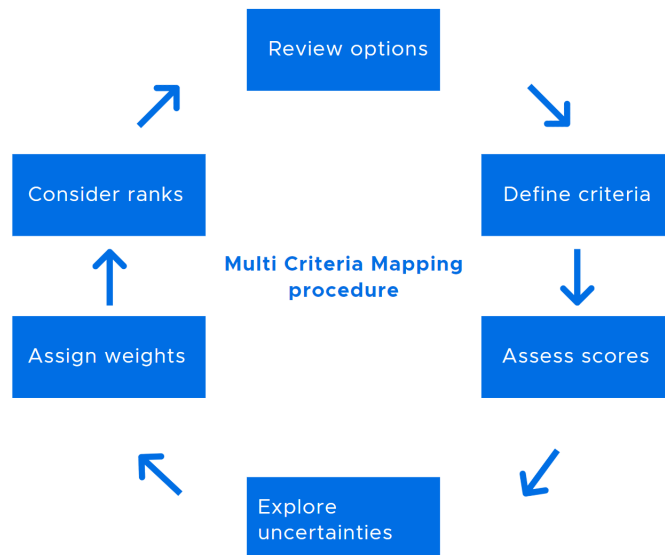 Review options
Consider ranks
Define criteria
Multi Criteria Mapping
procedure
Assign weights
Assess scores
Explore
uncertainties